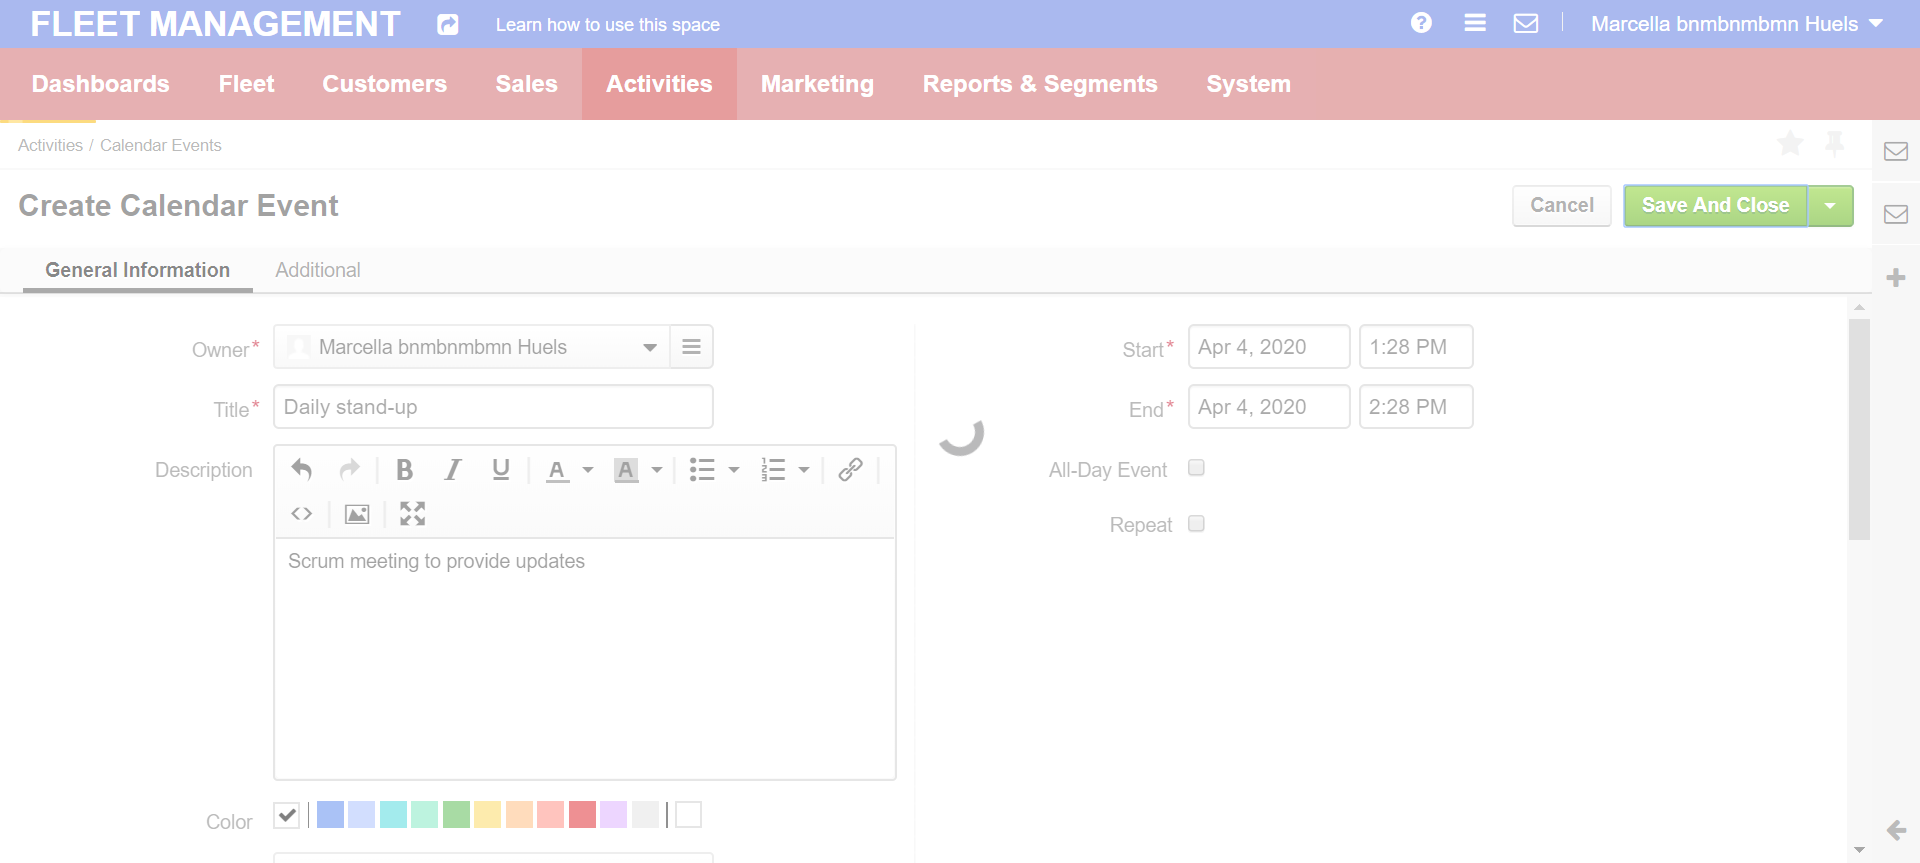 FLEET MANAGEMENT
Learn how to use this space
Marcella bnmbnmbmn Huels
Dashboards
Fleet
Customers
Sales
Activities
Marketing
Reports & Segments
System
Activities / Calendar Events
Create Calendar Event
Cancel
Save And Close
General Information
Additional
Owner*
Marcella bnmbnmbmn Huels
Title*
Daily stand-up
Description
B I U A A
Scrum meeting to provide updates
Color
Start*
Apr 4, 2020
1:28 PM
End*
Apr 4, 2020
2:28 PM
All-Day Event
Repeat